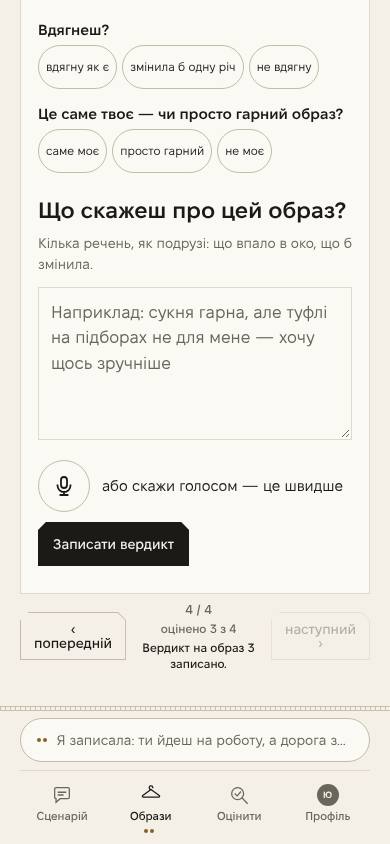 Вдягнеш?
вдягну як є
змінила б одну річ
не вдягну
Це саме твоє — чи просто гарний образ?
саме моє
просто гарний
не моє
Що скажеш про цей образ?
Кілька речень, як подрузі: що впало в око, що б
змінила.
Наприклад: сукня гарна, але туфлі
на підборах не для мене — хочу
щось зручніше
або скажи голосом — це швидше
Записати вердикт
‹
попередній
4 / 4
оцінено 3 з 4
Вердикт на образ 3
записано.
наступний
›
Я записала: ти йдеш на роботу, а дорога з...
Сценарій
Образи
Оцінити
Ю
Профіль